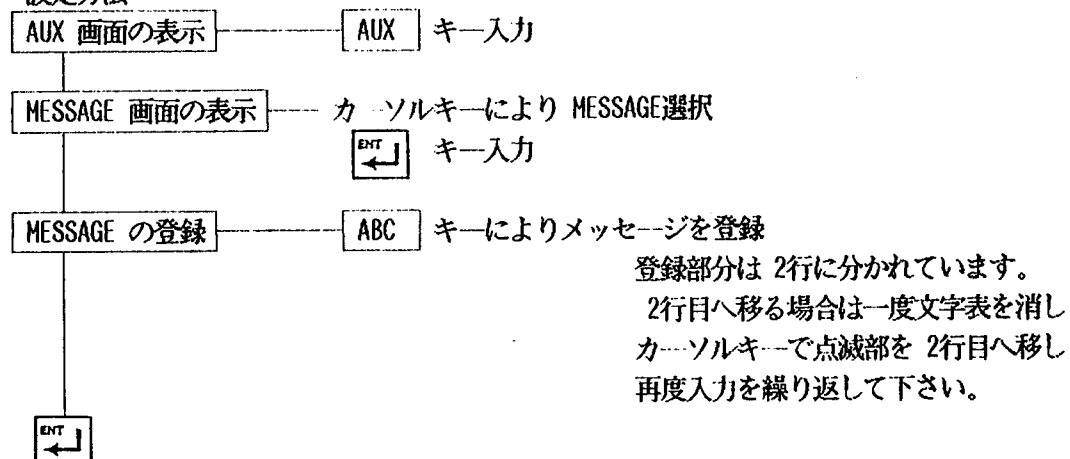 AUX 画面の表示 AUX キー入力
MESSAGE 画面の表示 カーソルキーにより MESSAGE選択
ENT キー入力
MESSAGE の登録 ABC キーによりメッセージを登録
登録部分は 2行に分かれています。
2行目へ移る場合は一度文字表を消し
カーソルキーで点滅部を 2行目へ移し
再度入力を繰り返して下さい。
ENT